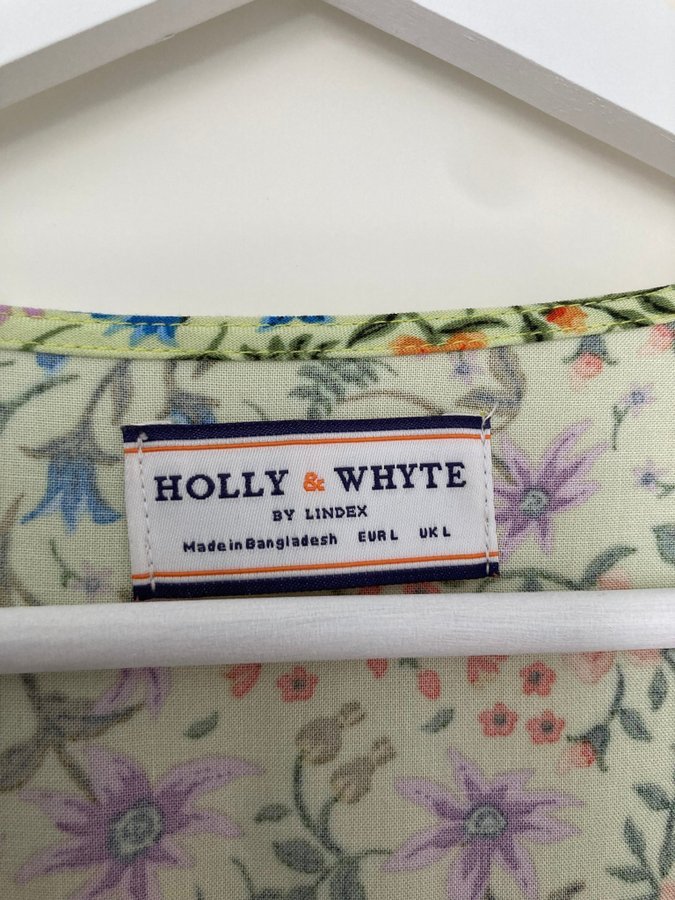 HOLLY & WHYTE
BY LINDEX
Made in Bangladesh EUR L UK L